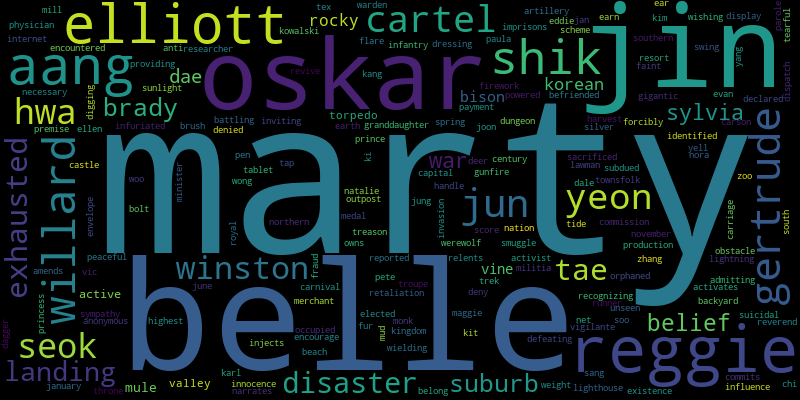 mill
tex
warden
artillery
eddie
jan
earn
ear
kim
wishing
display
parole
tearful
elliott
cartel
jin
physician
internet
rocky
kowalski
anti
researcher
encountered
flare
infantry
dressing
paula
scheme
imprisons
southern
swing
yang
evan
dispatch
aang
oskar
shik
providing
dae
sunlight
kang
revive
korean
resort
faint
necessary
digging
firework
powered
befriended
gigantic
declared
hwa
brady
bison
payment
sylvia
torpedo
battling
inviting
earth
granddaughter
spring
joon
dungeon
silver
harvest
forcibly
identified
carson
premise
ellen
infuriated
brush
denied
prince
marty
war
deer
century
lawman
sacrificed
subdued
yell
nora
exhausted
willard
castle
woo
minister
pen
wong
tablet
tap
ki
capital
gunfire
townsfolk
dale
zoo
gertrude
natalie
outpost
handle
jun
yeon
envelope
bolt
royal
northern
medal
treason
owns
jung
invasion
score
nation
werewolf
smuggle
tide
commission
november
production
carriage
south
obstacle
peaceful
amends
vic
winston
fraud
reported
relents
activist
militia
zhang
lightning
admitting
belle
pete
vine
trek
tae
orphaned
activates
backyard
active
june
carnival
merchant
retaliation
troupe
deny
recognizing
unseen
runner
princess
sympathy
anonymous
highest
occupied
elected
maggie
net
soo
suicidal
dagger
encourage
fur
monk
kit
vigilante
belief
reverend
seok
injects
beach
mud
kingdom
wielding
defeating
reggie
landing
january
throne
mule
valley
karl
innocence
narrates
disaster
belong
suburb
weight
lighthouse
sang
existence
commits
influence
chi